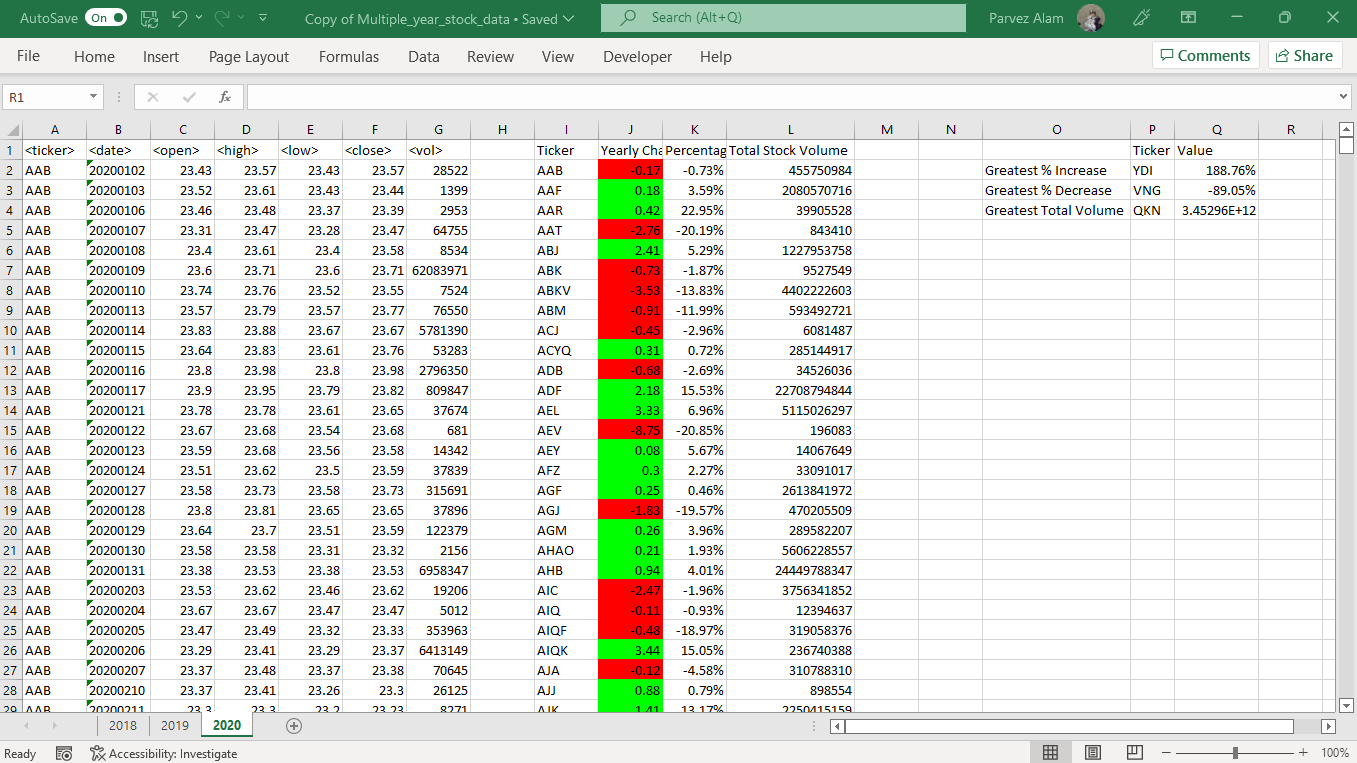 AutoSave On Copy of Multiple_year_stock_data • Saved Search (Alt+Q) Parvez Alam
File Home Insert Page Layout Formulas Data Review View Developer Help Comments Share
R1 fx
A B C D E F G H I J K L M N O P Q R
1 <ticker> <date> <open> <high> <low> <close> <vol> Ticker Yearly Cha Percentag Total Stock Volume Ticker Value
2 AAB 20200102 23.43 23.57 23.43 23.57 28522 AAB -0.17 -0.73% 455750984 Greatest % Increase YDI 188.76%
3 AAB 20200103 23.52 23.61 23.43 23.44 1399 AAF 0.18 3.59% 2080570716 Greatest % Decrease VNG -89.05%
4 AAB 20200106 23.46 23.48 23.37 23.39 2953 AAR 0.42 22.95% 39905528 Greatest Total Volume QKN 3.45296E+12
5 AAB 20200107 23.31 23.47 23.28 23.47 64755 AAT -2.76 -20.19% 843410
6 AAB 20200108 23.4 23.61 23.4 23.58 8534 ABJ 2.41 5.29% 1227953758
7 AAB 20200109 23.6 23.71 23.6 23.71 62083971 ABK -0.73 -1.87% 9527549
8 AAB 20200110 23.74 23.76 23.52 23.55 7524 ABKV -3.53 -13.83% 4402222603
9 AAB 20200113 23.57 23.79 23.57 23.77 76550 ABM -0.91 -11.99% 593492721
10 AAB 20200114 23.83 23.88 23.67 23.67 5781390 ACJ -0.45 -2.96% 6081487
11 AAB 20200115 23.64 23.83 23.61 23.76 53283 ACYQ 0.31 0.72% 285144917
12 AAB 20200116 23.8 23.98 23.8 23.98 2796350 ADB -0.68 -2.69% 34526036
13 AAB 20200117 23.9 23.95 23.79 23.82 809847 ADF 2.18 15.53% 22708794844
14 AAB 20200121 23.78 23.78 23.61 23.65 37674 AEL 3.33 6.96% 5115026297
15 AAB 20200122 23.67 23.68 23.54 23.68 681 AEV -8.75 -20.85% 196083
16 AAB 20200123 23.59 23.68 23.56 23.58 14342 AEY 0.08 5.67% 14067649
17 AAB 20200124 23.51 23.62 23.5 23.59 37839 AFZ 0.3 2.27% 33091017
18 AAB 20200127 23.58 23.73 23.58 23.73 315691 AGF 0.25 0.46% 2613841972
19 AAB 20200128 23.8 23.81 23.65 23.65 37896 AGJ -1.83 -19.57% 470205509
20 AAB 20200129 23.64 23.7 23.51 23.59 122379 AGM 0.26 3.96% 289582207
21 AAB 20200130 23.58 23.58 23.31 23.32 2156 AHAO 0.21 1.93% 5606228557
22 AAB 20200131 23.38 23.53 23.38 23.53 6958347 AHB 0.94 4.01% 24449788347
23 AAB 20200203 23.53 23.62 23.46 23.62 19206 AIC -2.47 -1.96% 3756341852
24 AAB 20200204 23.67 23.67 23.47 23.47 5012 AIQ -0.11 -0.93% 12394637
25 AAB 20200205 23.47 23.49 23.32 23.33 353963 AIQF -0.48 -18.97% 319058376
26 AAB 20200206 23.29 23.41 23.29 23.37 6413149 AIQK 3.44 15.05% 236740388
27 AAB 20200207 23.37 23.48 23.37 23.38 70645 AJA -0.12 -4.58% 310788310
28 AAB 20200210 23.37 23.41 23.26 23.3 26125 AJJ 0.88 0.79% 898554
29 AAB 20200211 23.3 23.3 23.2 23.23 8271 AJK 1.41 13.17% 2250415159
2018 2019 2020
Ready Accessibility: Investigate 100%